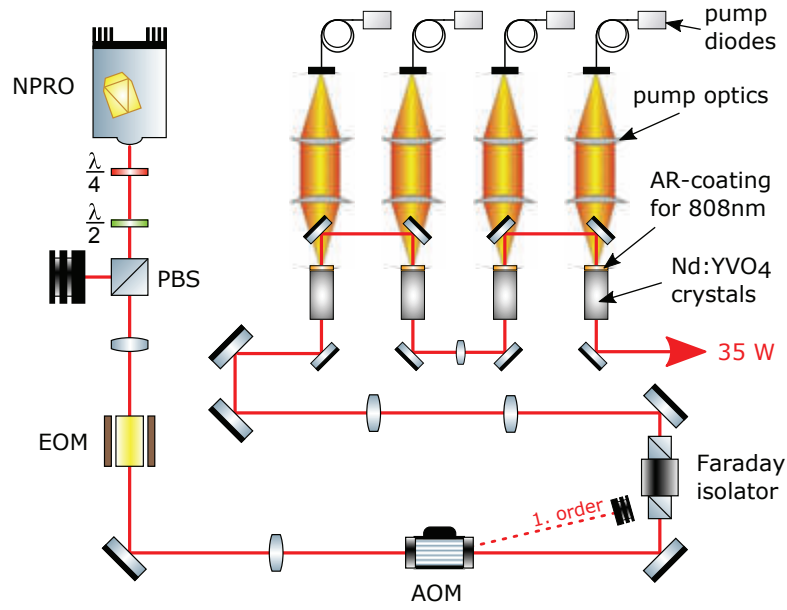 pump
diodes
NPRO
pump optics
λ
4
AR-coating
for 808nm
λ
2
PBS
Nd:YVO4
crystals
35 W
EOM
Faraday
isolator
1. order
AOM